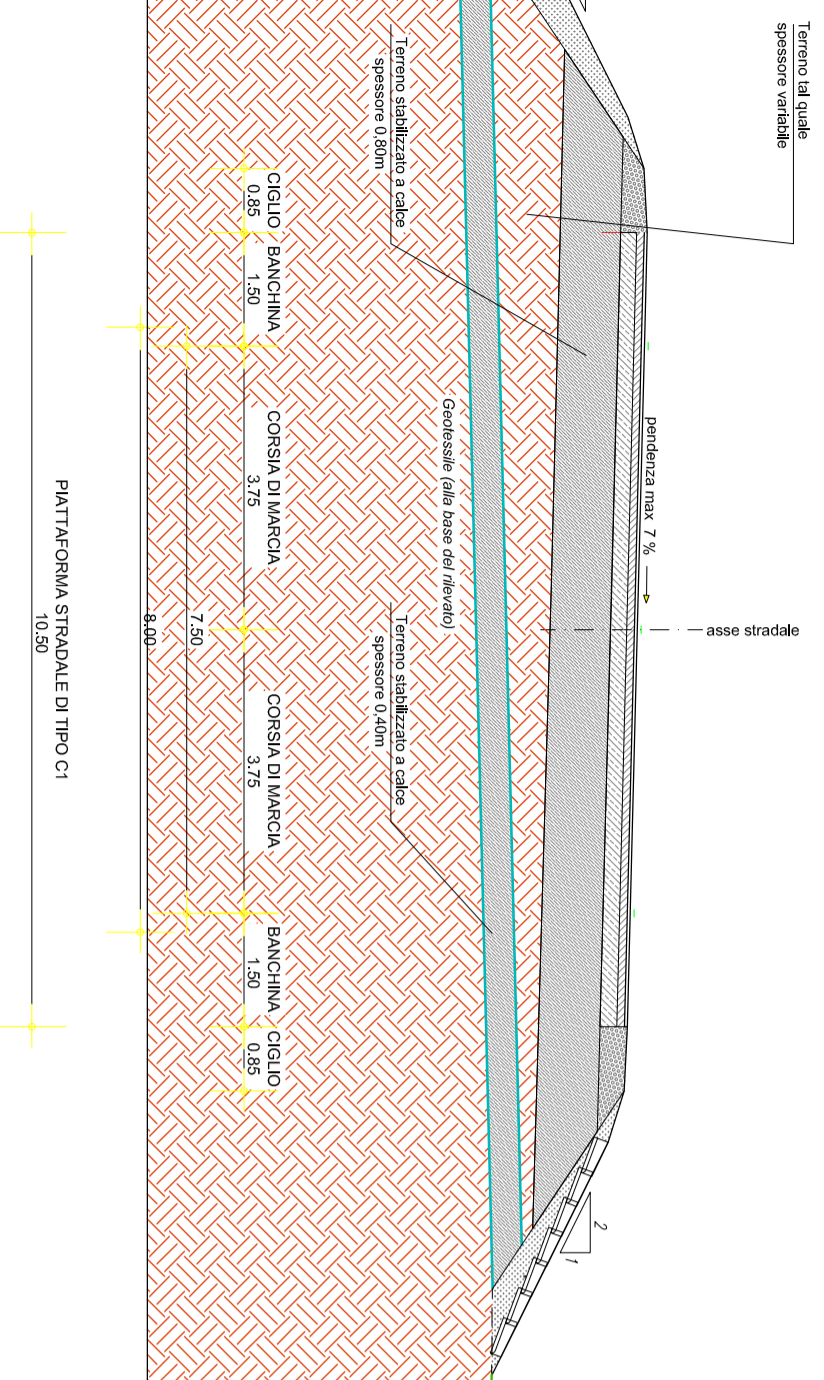 Terreno tal quale
spessore variabile
pendenza max 7 %
asse stradale
Terreno stabilizzato a calce
spessore 0,80m
Geotessile (alla base del rilevato)
Terreno stabilizzato a calce
spessore 0,40m
2
1
CIGLIO
0.85
BANCHINA
1.50
CORSIA DI MARCIA
3.75
CORSIA DI MARCIA
3.75
BANCHINA
1.50
CIGLIO
0.85
7.50
8.00
PIATTAFORMA STRADALE DI TIPO C1
10.50